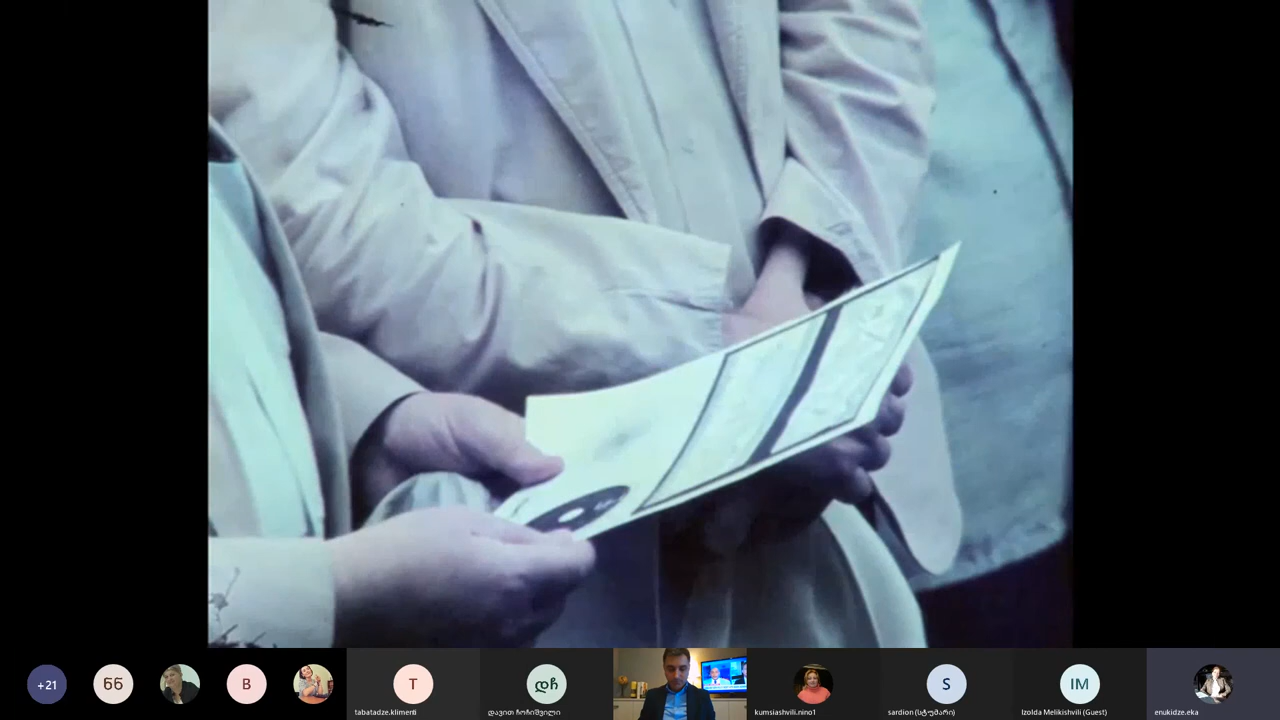 +21
ნნ
B
T
დჩ
S
IM
tabatadze.klimenti
დავით ჩოჩიშვილი
kumsiashvili.nino1
sardion (სტუმარი)
Izolda Melikishvili (Guest)
enukidze.eka